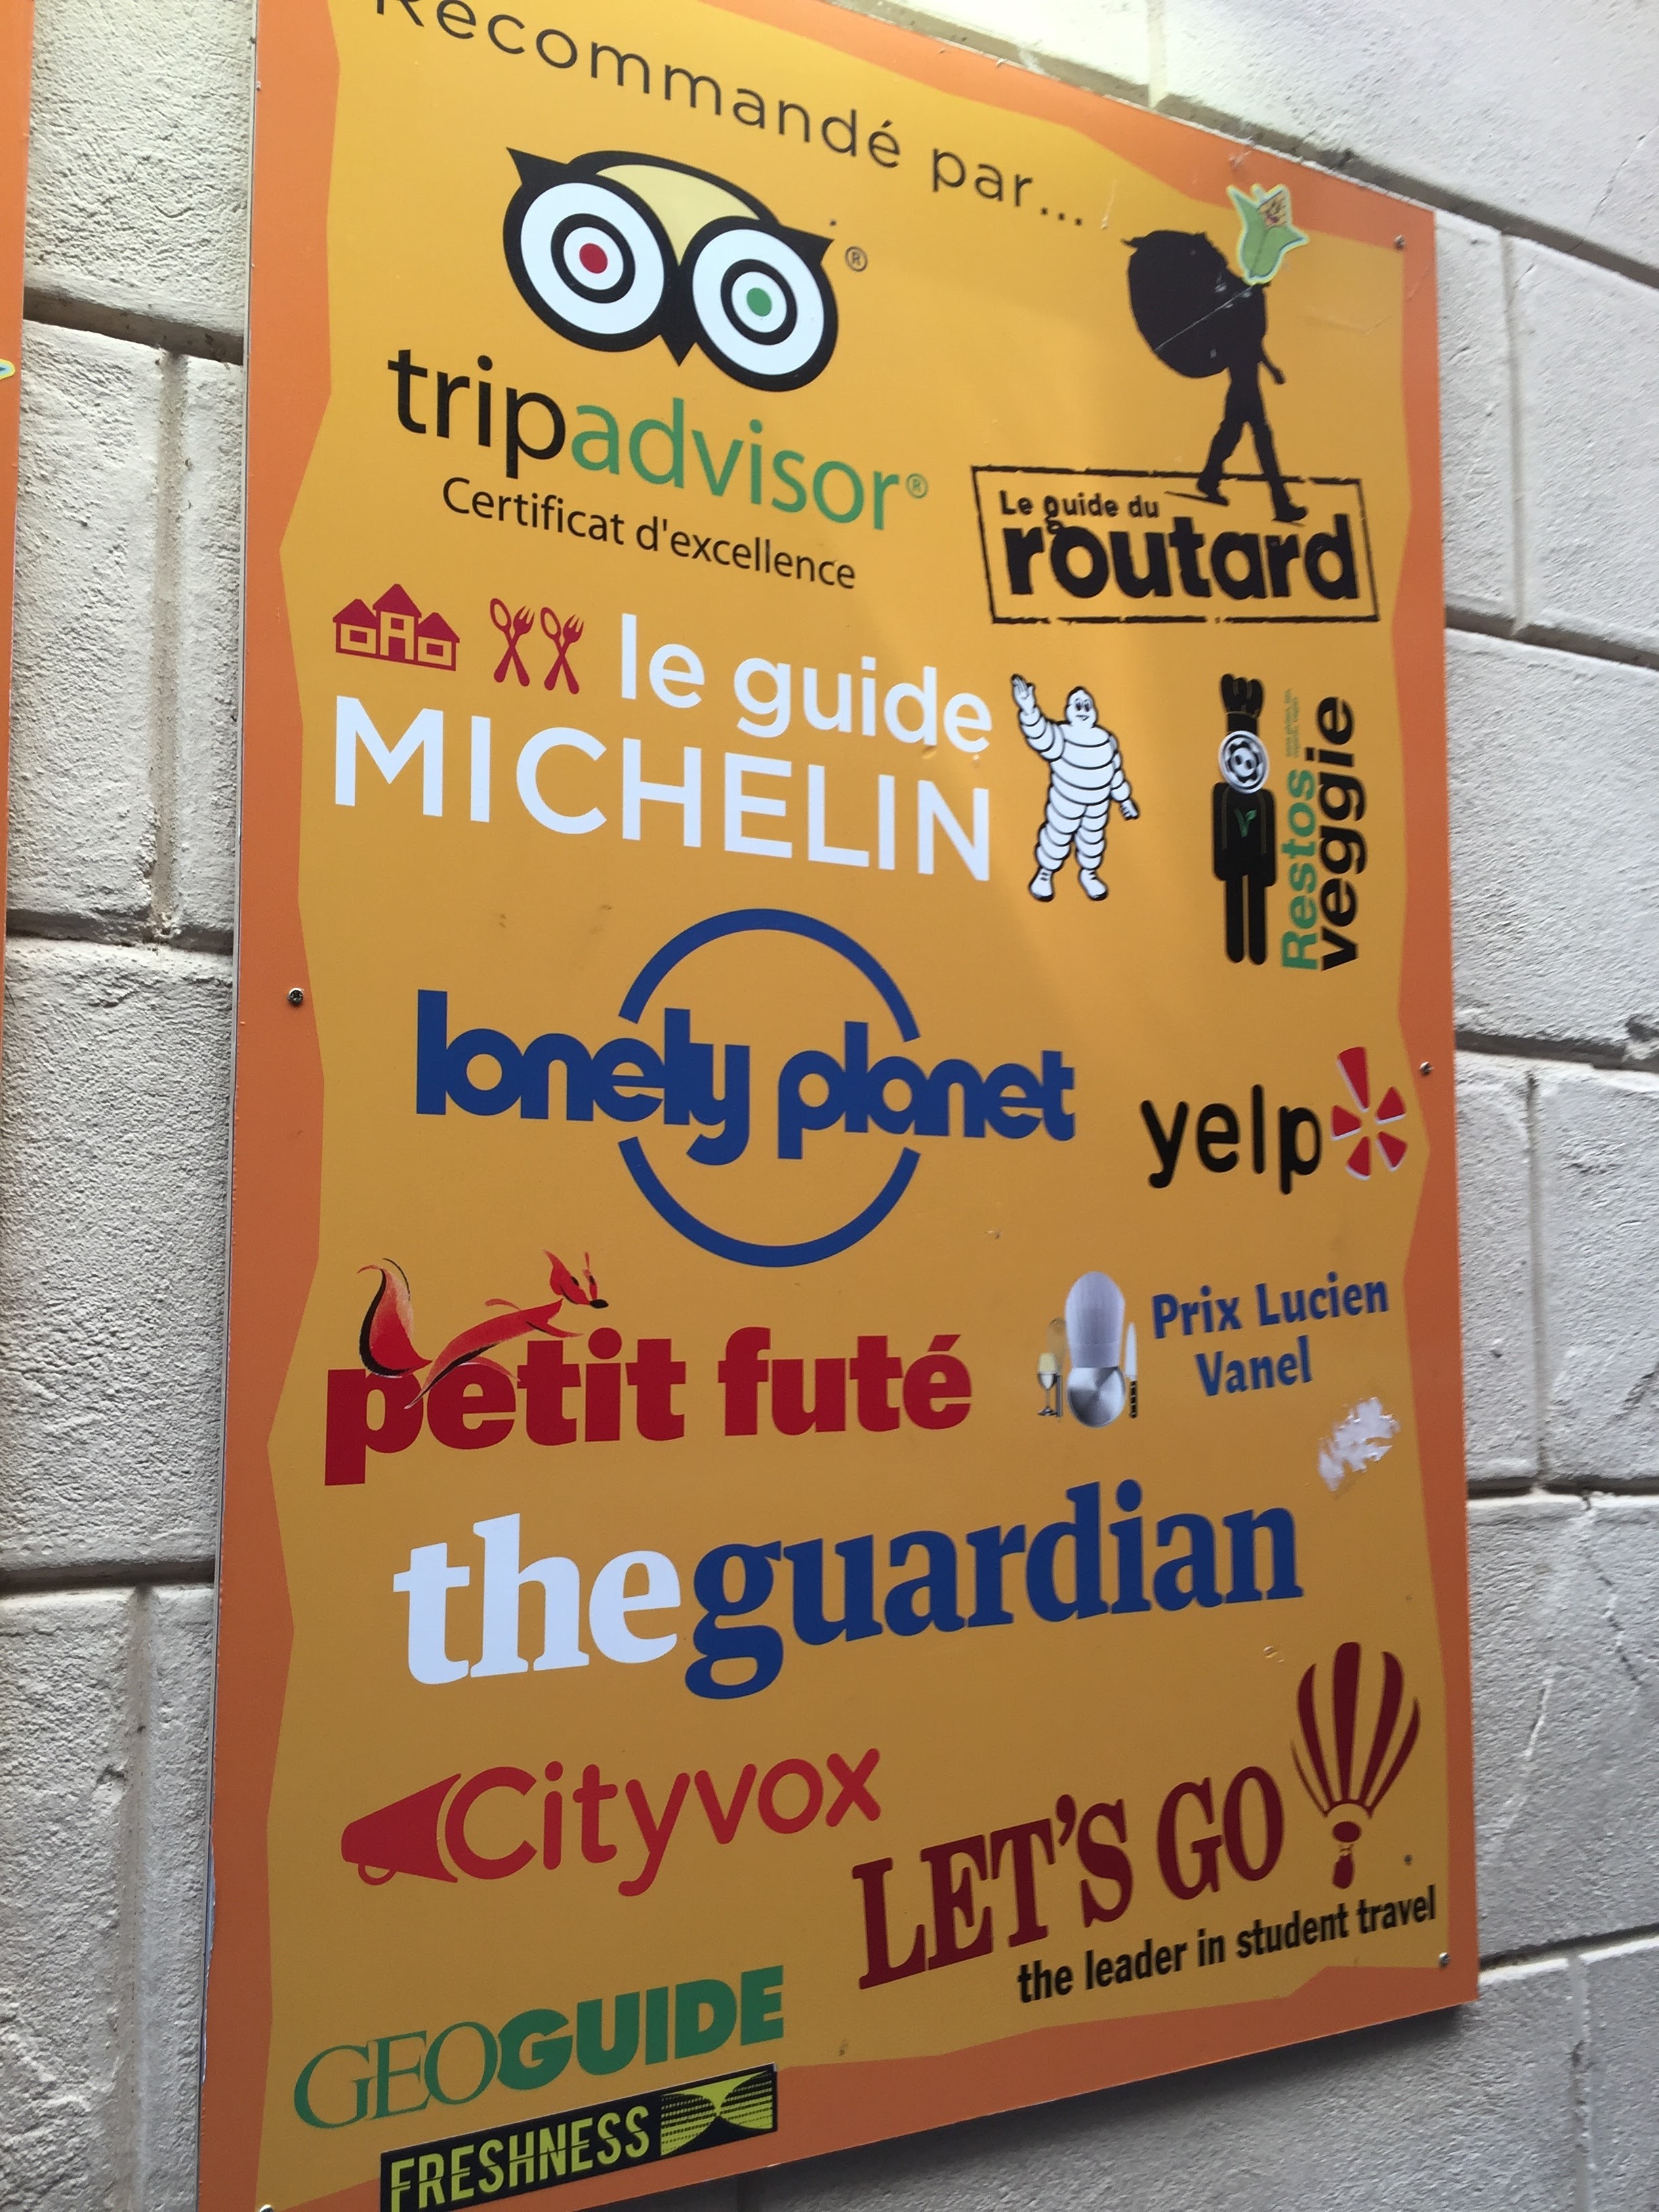 Recommandé par...
®
tripadvisor®
Certificat d'excellence
Le guide du
routard
le guide
MICHELIN
Restos
veggie
lonely planet
yelp
petit futé
Prix Lucien
Vanel
theguardian
Cityvox
LET'S GO
the leader in student travel
GEOGUIDE
FRESHNESS